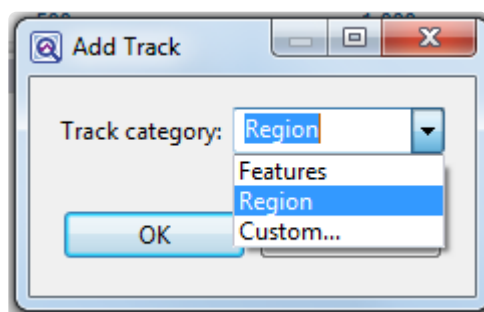 Add Track
Track category: Region
Features
Region
Custom...
OK